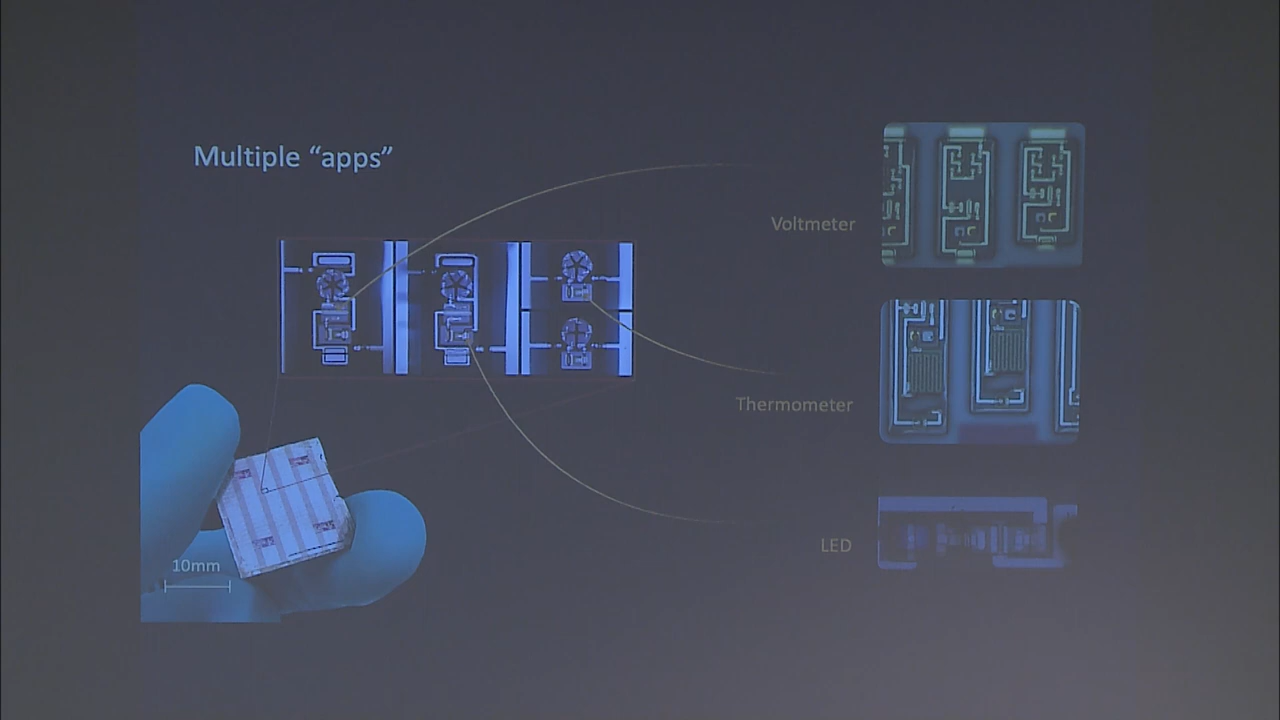 Multiple “apps”
Voltmeter
Thermometer
LED
10mm